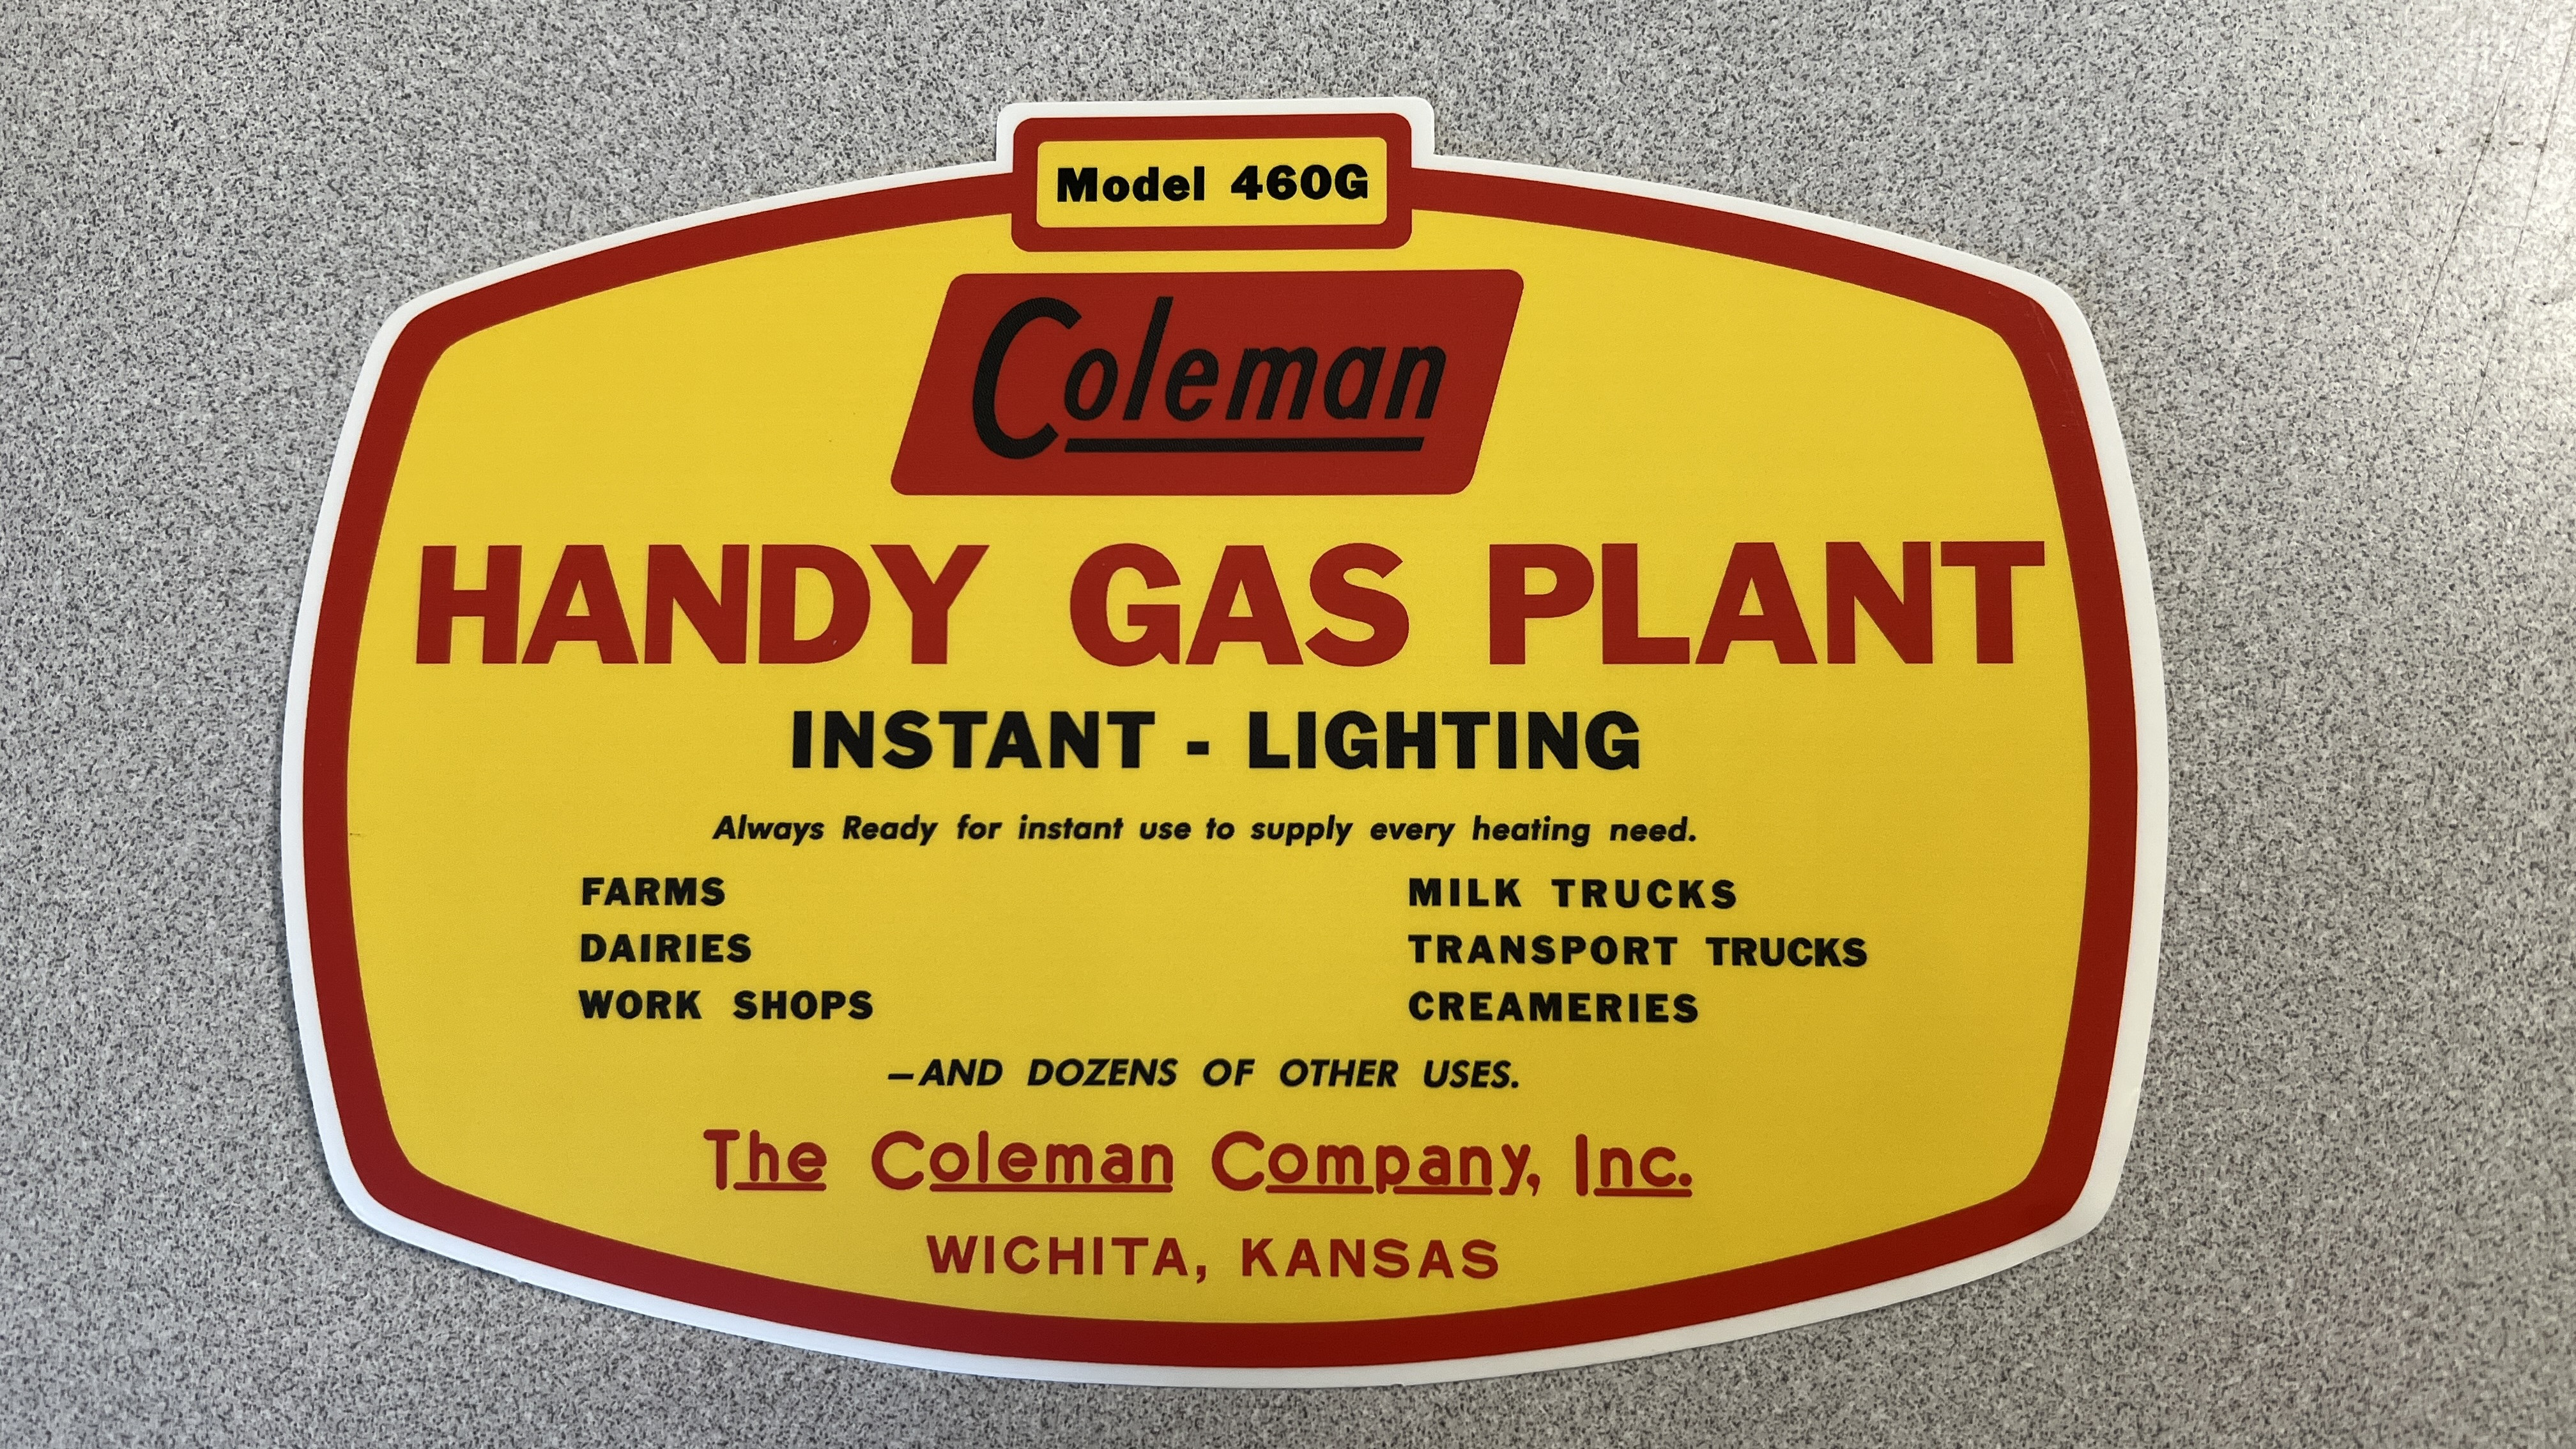 Model 460G
Coleman
HANDY GAS PLANT
INSTANT - LIGHTING
Always Ready for instant use to supply every heating need.
FARMS
DAIRIES
WORK SHOPS
MILK TRUCKS
TRANSPORT TRUCKS
CREAMERIES
—AND DOZENS OF OTHER USES.
The Coleman Company, Inc.
WICHITA, KANSAS